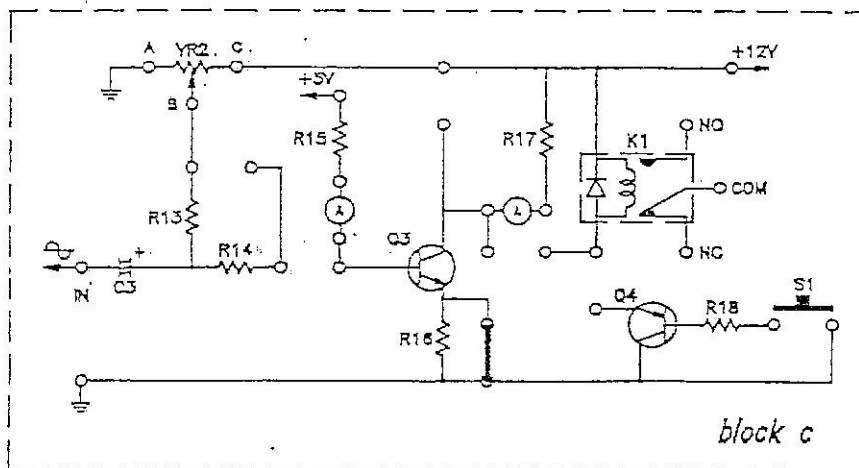 A VR2. C
+12V
+5V
B
R15
R17
K1
NO
COM
R13
A
A
Q3
R14
C3 +
IN
NC
Q4
S1
R18
R16
block c